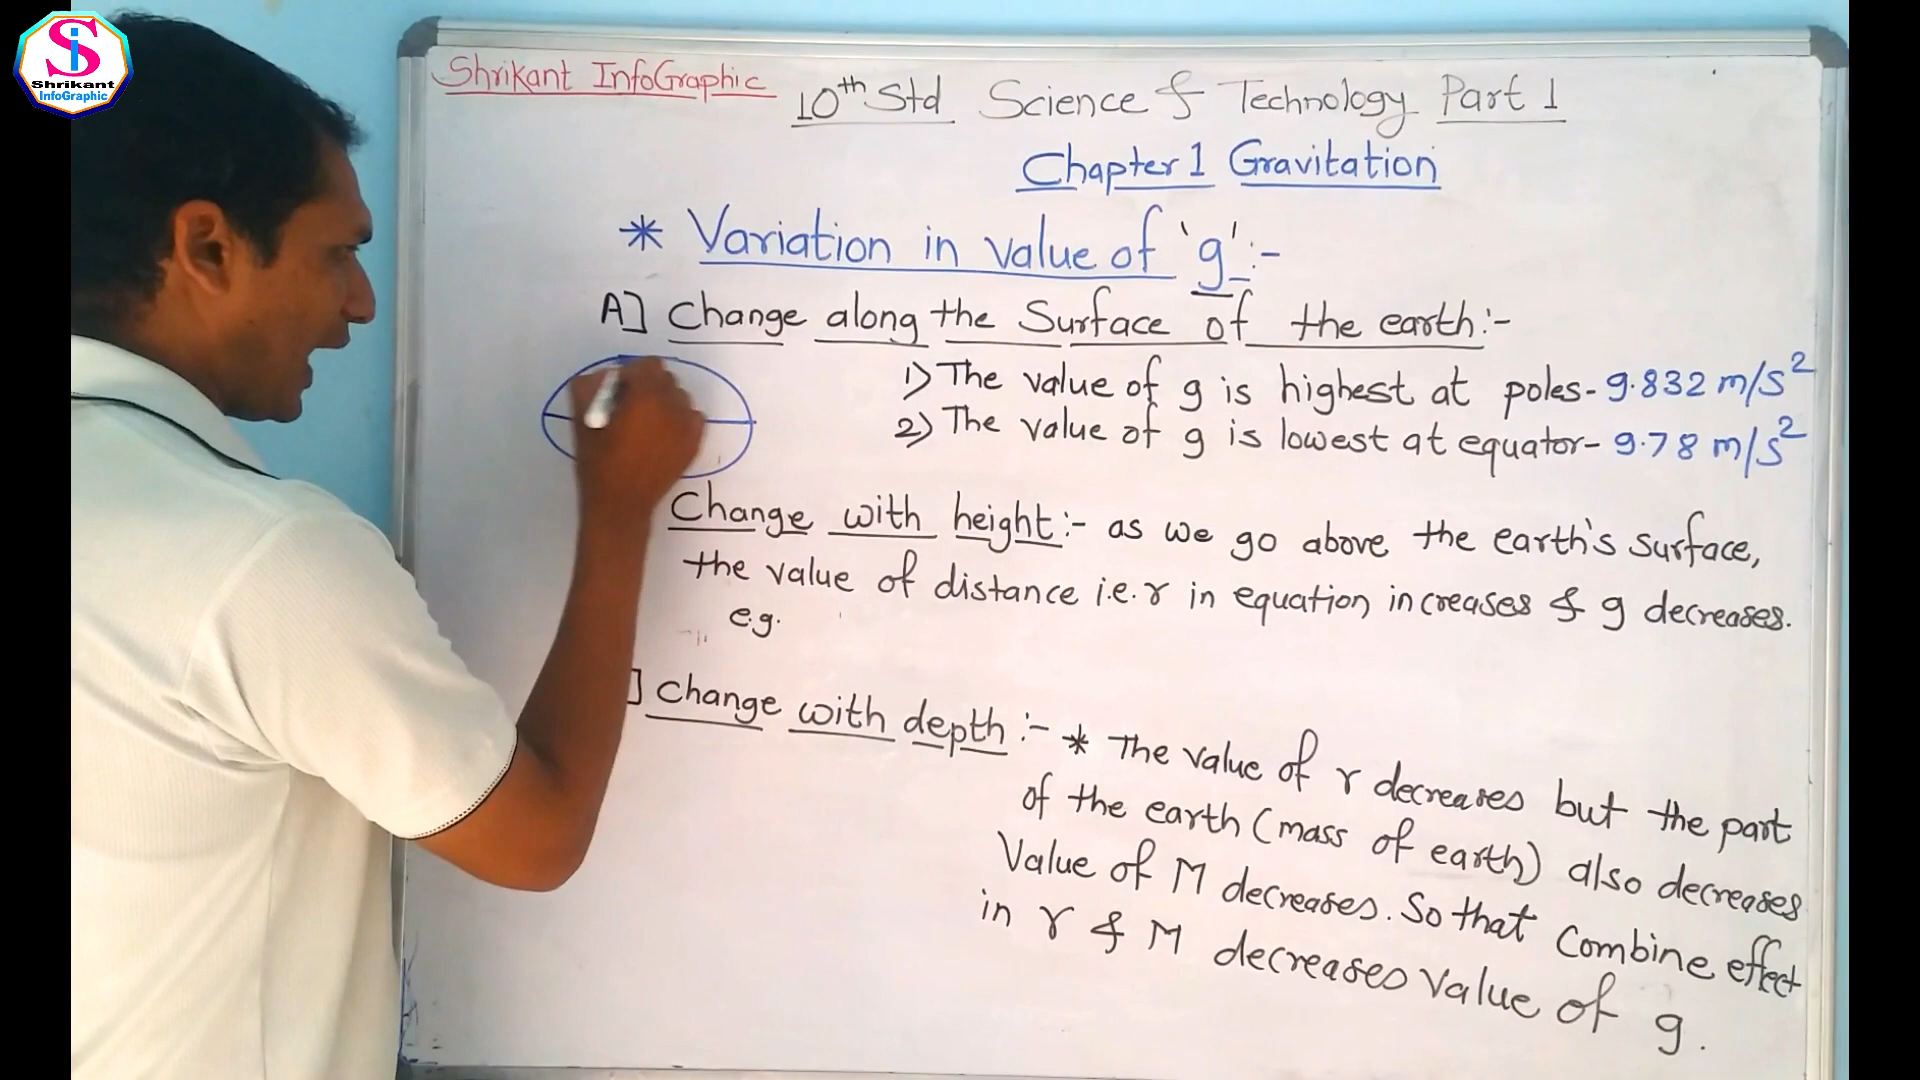 Si
Shrikant
InfoGraphic
Shrikant InfoGraphic
10th Std Science & Technology Part 1
Chapter 1 Gravitation
* Variation in value of 'g':-
A] Change along the Surface of the earth:-
1) The value of g is highest at poles- 9.832 m/s²
2) The value of g is lowest at equator- 9.78 m/s²
Change with height:- as we go above the earth's surface,
the value of distance i.e. r in equation increases & g decreases.
e.g.
] Change with depth:- * The value of r decreases but the part
of the earth (mass of earth) also decreases
Value of M decreases. So that Combine effect
in r & M decreases value of g.